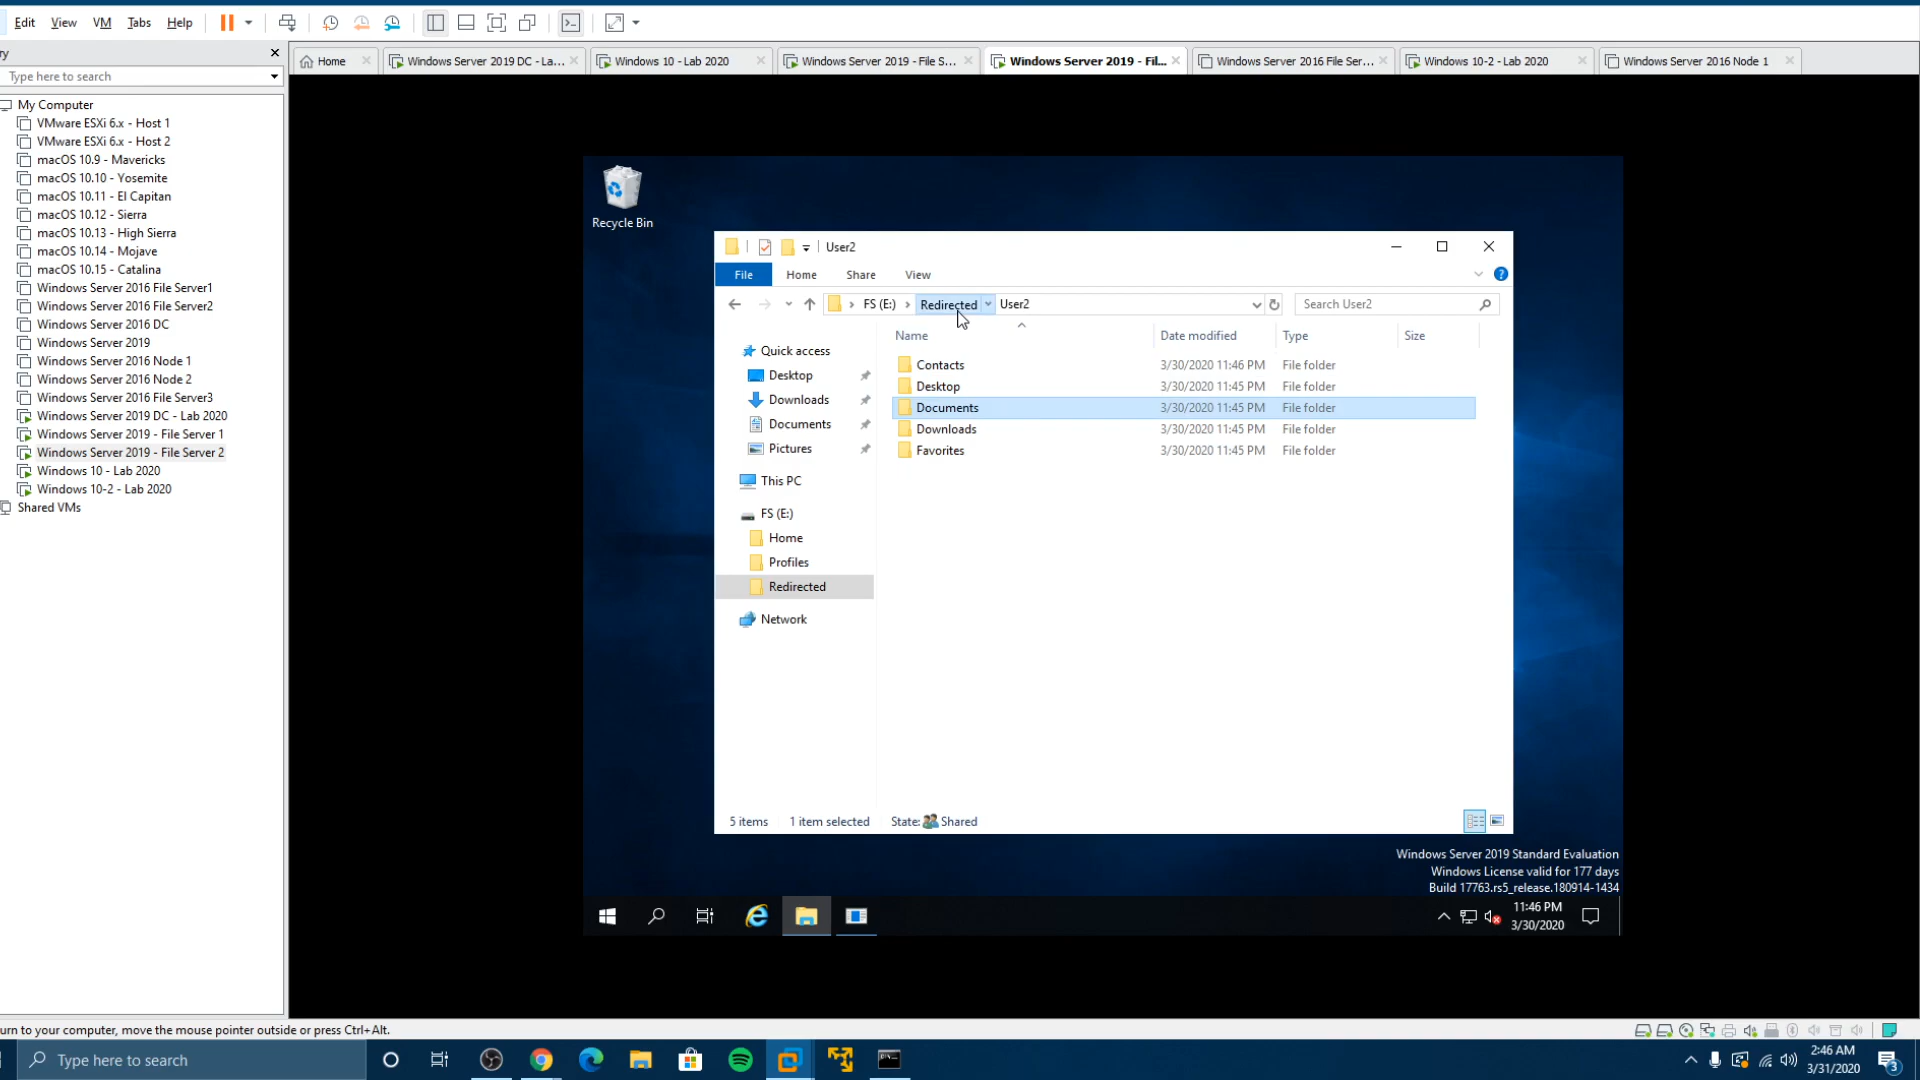 Edit View VM Tabs Help
ry
Type here to search
My Computer
VMware ESXi 6.x - Host 1
VMware ESXi 6.x - Host 2
macOS 10.9 - Mavericks
macOS 10.10 - Yosemite
macOS 10.11 - El Capitan
macOS 10.12 - Sierra
macOS 10.13 - High Sierra
macOS 10.14 - Mojave
macOS 10.15 - Catalina
Windows Server 2016 File Server1
Windows Server 2016 File Server2
Windows Server 2016 DC
Windows Server 2019
Windows Server 2016 Node 1
Windows Server 2016 Node 2
Windows Server 2016 File Server3
Windows Server 2019 DC - Lab 2020
Windows Server 2019 - File Server 1
Windows Server 2019 - File Server 2
Windows 10 - Lab 2020
Windows 10-2 - Lab 2020
Shared VMs
Home Windows Server 2019 DC - La... Windows 10 - Lab 2020 Windows Server 2019 - File S... Windows Server 2019 - Fil... Windows Server 2016 File Ser... Windows 10-2 - Lab 2020 Windows Server 2016 Node 1
Recycle Bin
User2
File Home Share View
FS (E:) Redirected User2 Search User2
Quick access
Desktop
Downloads
Documents
Pictures
This PC
FS (E:)
Home
Profiles
Redirected
Network
Name Date modified Type Size
Contacts 3/30/2020 11:46 PM File folder
Desktop 3/30/2020 11:45 PM File folder
Documents 3/30/2020 11:45 PM File folder
Downloads 3/30/2020 11:45 PM File folder
Favorites 3/30/2020 11:45 PM File folder
5 items 1 item selected State: Shared
Windows Server 2019 Standard Evaluation
Windows License valid for 177 days
Build 17763.rs5_release.180914-1434
11:46 PM
3/30/2020
urn to your computer, move the mouse pointer outside or press Ctrl+Alt.
Type here to search
2:46 AM
3/31/2020
3